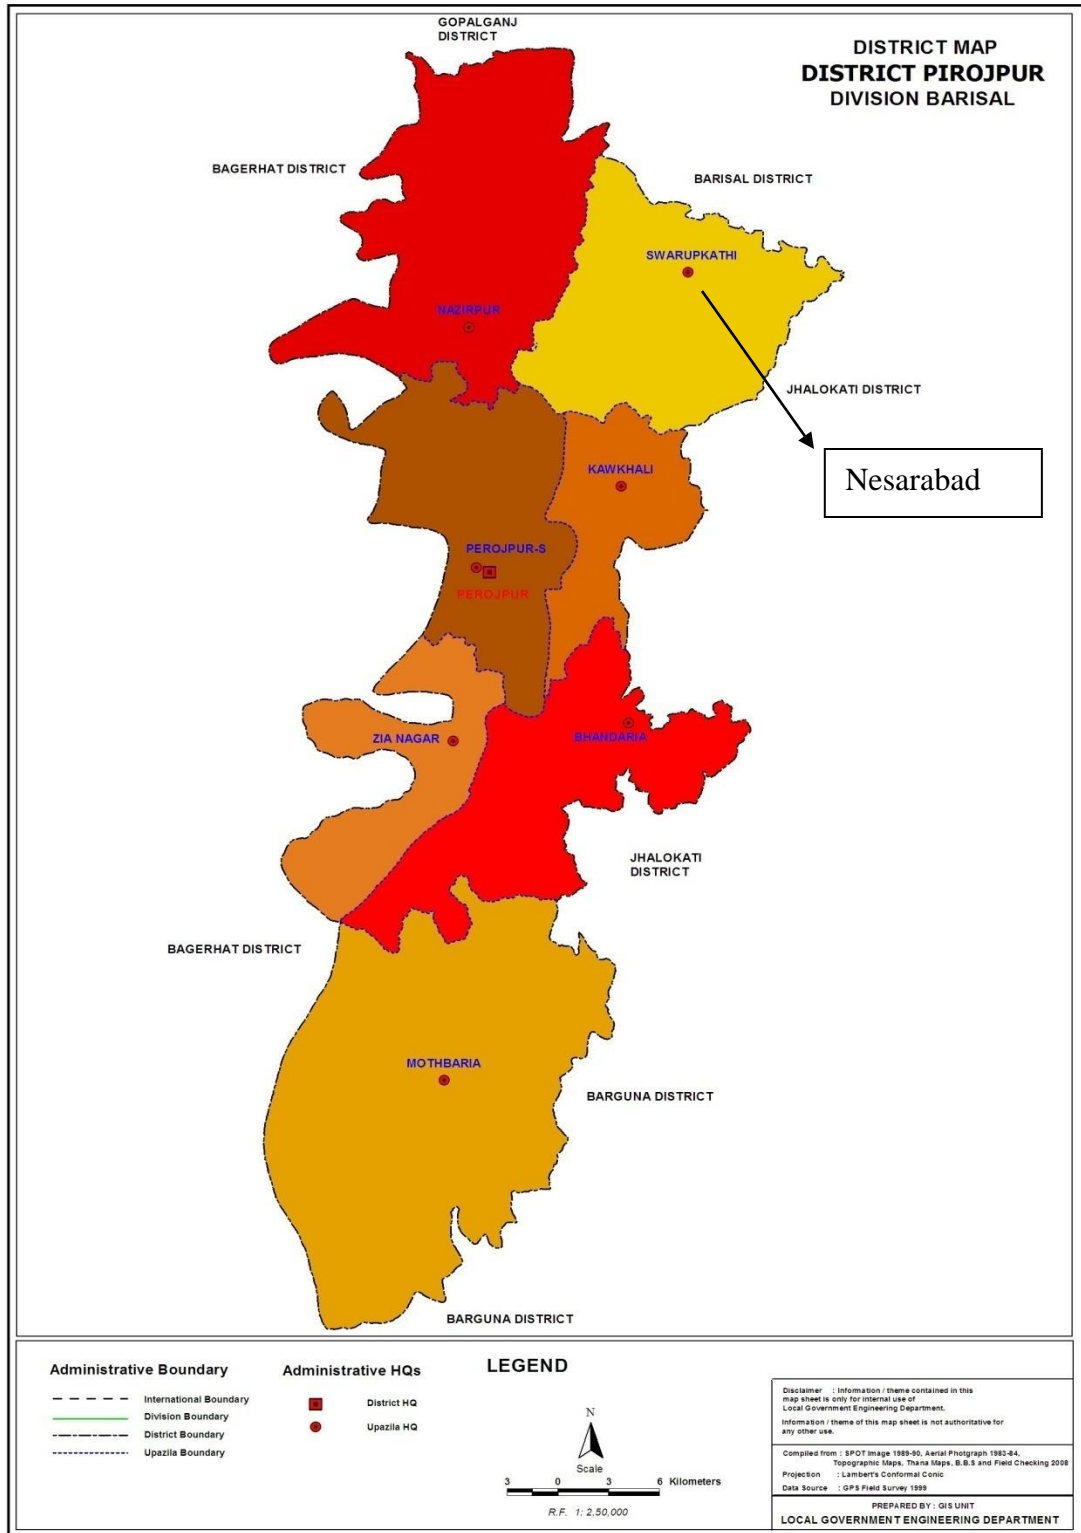 GOPALGANJ
DISTRICT
DISTRICT MAP
DISTRICT PIROJPUR
DIVISION BARISAL
BAGERHAT DISTRICT
BARISAL DISTRICT
SWARUPKATHI
NAZIRPUR
JHALOKATI DISTRICT
Nesarabad
KAWKHALI
PEROJPUR-S
PEROJPUR
ZIA NAGAR
BHANDARIA
JHALOKATI
DISTRICT
BAGERHAT DISTRICT
MOTHBARIA
BARGUNA DISTRICT
BARGUNA DISTRICT
LEGEND
Administrative Boundary
International Boundary
Division Boundary
District Boundary
Upazila Boundary
Administrative HQs
District HQ
Upazila HQ
N
Scale
3 0 3 6 Kilometers
R.F. 1: 2,50,000
Disclaimer : Information / theme contained in this
map sheet is only for internal use of
Local Government Engineering Department.
Information / theme of this map sheet is not authoritative for
any other use.
Compiled from : SPOT Image 1989-90, Aerial Photgraph 1983-84,
Topographic Maps, Thana Maps, B.B.S and Field Checking 2008
Projection : Lambert's Conformal Conic
Data Source : GPS Field Survey 1999
PREPARED BY : GIS UNIT
LOCAL GOVERNMENT ENGINEERING DEPARTMENT